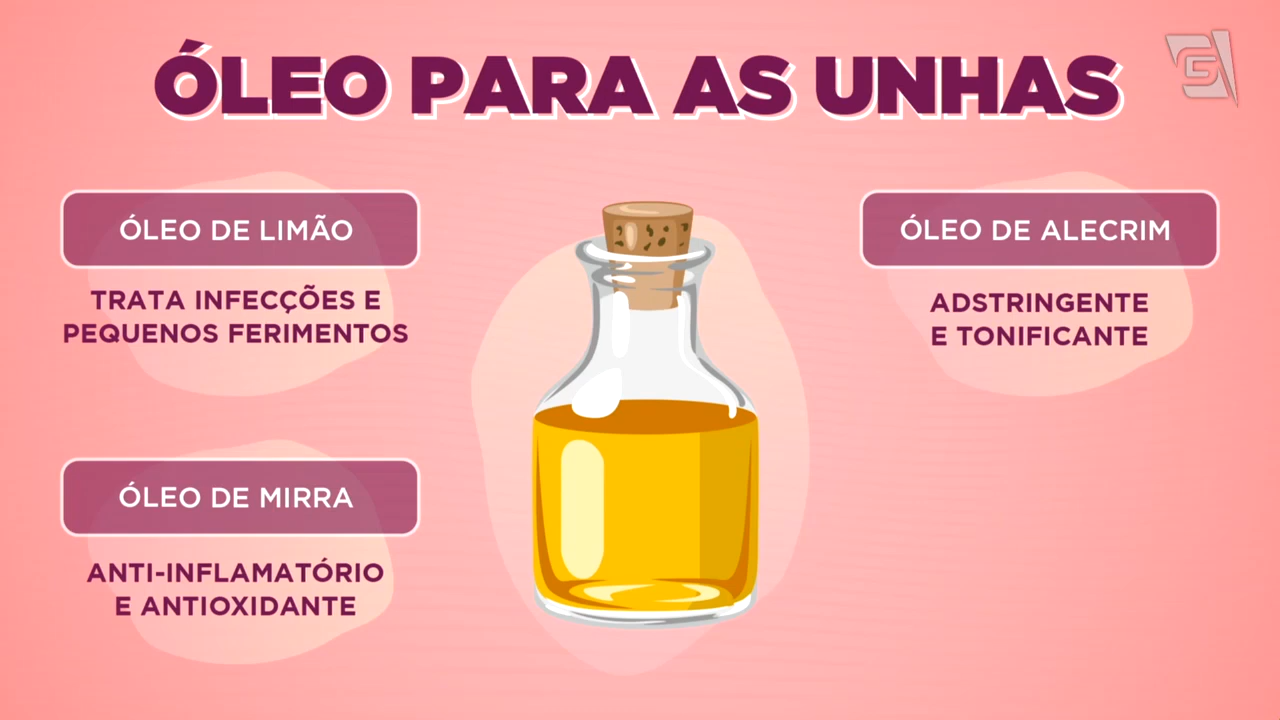 ÓLEO PARA AS UNHAS
ÓLEO DE LIMÃO
TRATA INFECÇÕES E
PEQUENOS FERIMENTOS
ÓLEO DE MIRRA
ANTI-INFLAMATÓRIO
E ANTIOXIDANTE
ÓLEO DE ALECRIM
ADSTRINGENTE
E TONIFICANTE